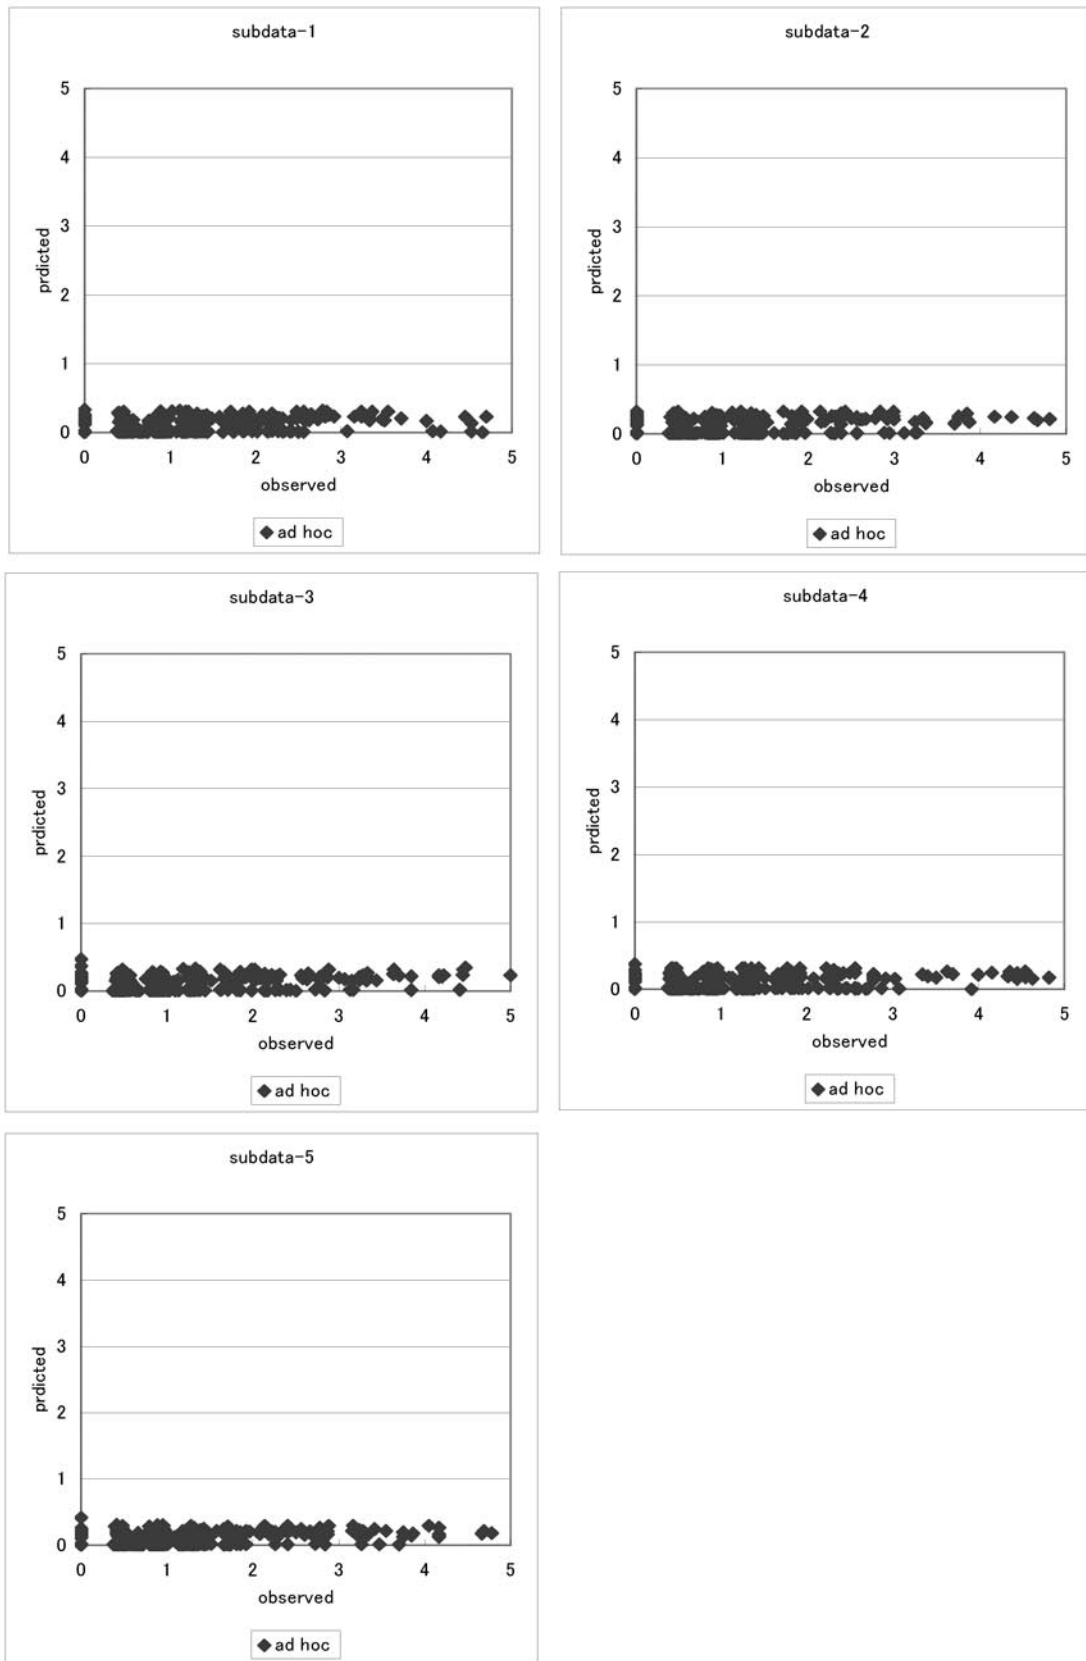 subdata-1
5
4
3
2
1
0
prdicted
0 1 2 3 4 5
observed
◆ ad hoc
subdata-2
5
4
3
2
1
0
prdicted
0 1 2 3 4 5
observed
◆ ad hoc
subdata-3
5
4
3
2
1
0
prdicted
0 1 2 3 4 5
observed
◆ ad hoc
subdata-4
5
4
3
2
1
0
prdicted
0 1 2 3 4 5
observed
◆ ad hoc
subdata-5
5
4
3
2
1
0
prdicted
0 1 2 3 4 5
observed
◆ ad hoc